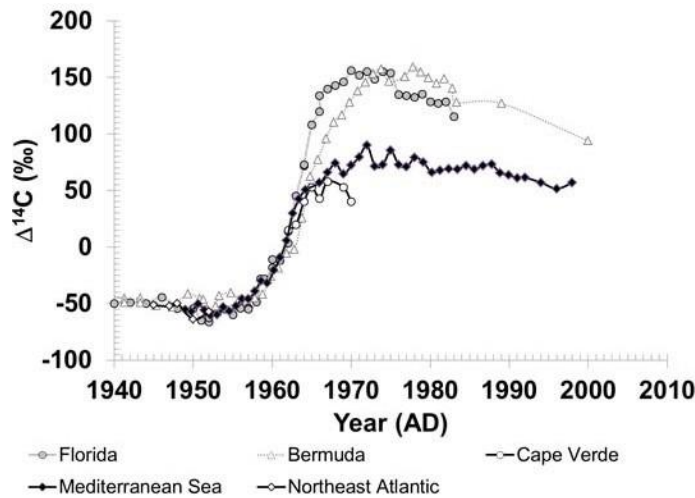 200
150
100
50
0
-50
-100
Δ¹⁴C (‰)
1940 1950 1960 1970 1980 1990 2000 2010
Year (AD)
Florida Bermuda Cape Verde
Mediterranean Sea Northeast Atlantic